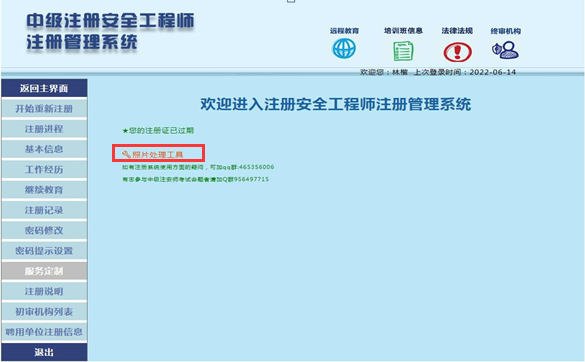 中级注册安全工程师
注册管理系统
远程教育
培训班信息
法律法规
终审机构
欢迎您：林榴 上次登录时间：2022-06-14
返回主界面
开始重新注册
注册进程
基本信息
工作经历
继续教育
注册记录
密码修改
密码提示设置
服务定制
注册说明
初审机构列表
聘用单位注册信息
退出
欢迎进入注册安全工程师注册管理系统
★您的注册证已过期
照片处理工具
如有注册系统使用方面的疑问，可加qq群:465356006
有志参与中级注安师考试命题者请加Q群956497715